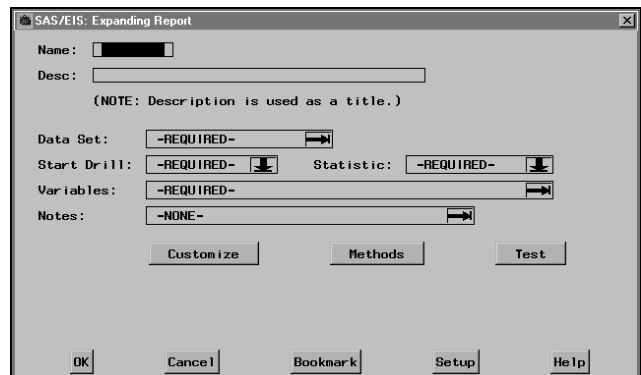 SAS/EIS: Expanding Report
Name:
Desc:
(NOTE: Description is used as a title.)
Data Set: -REQUIRED-
Start Drill: -REQUIRED- Statistic: -REQUIRED-
Variables: -REQUIRED-
Notes: -NONE-
Customize Methods Test
OK Cancel Bookmark Setup Help